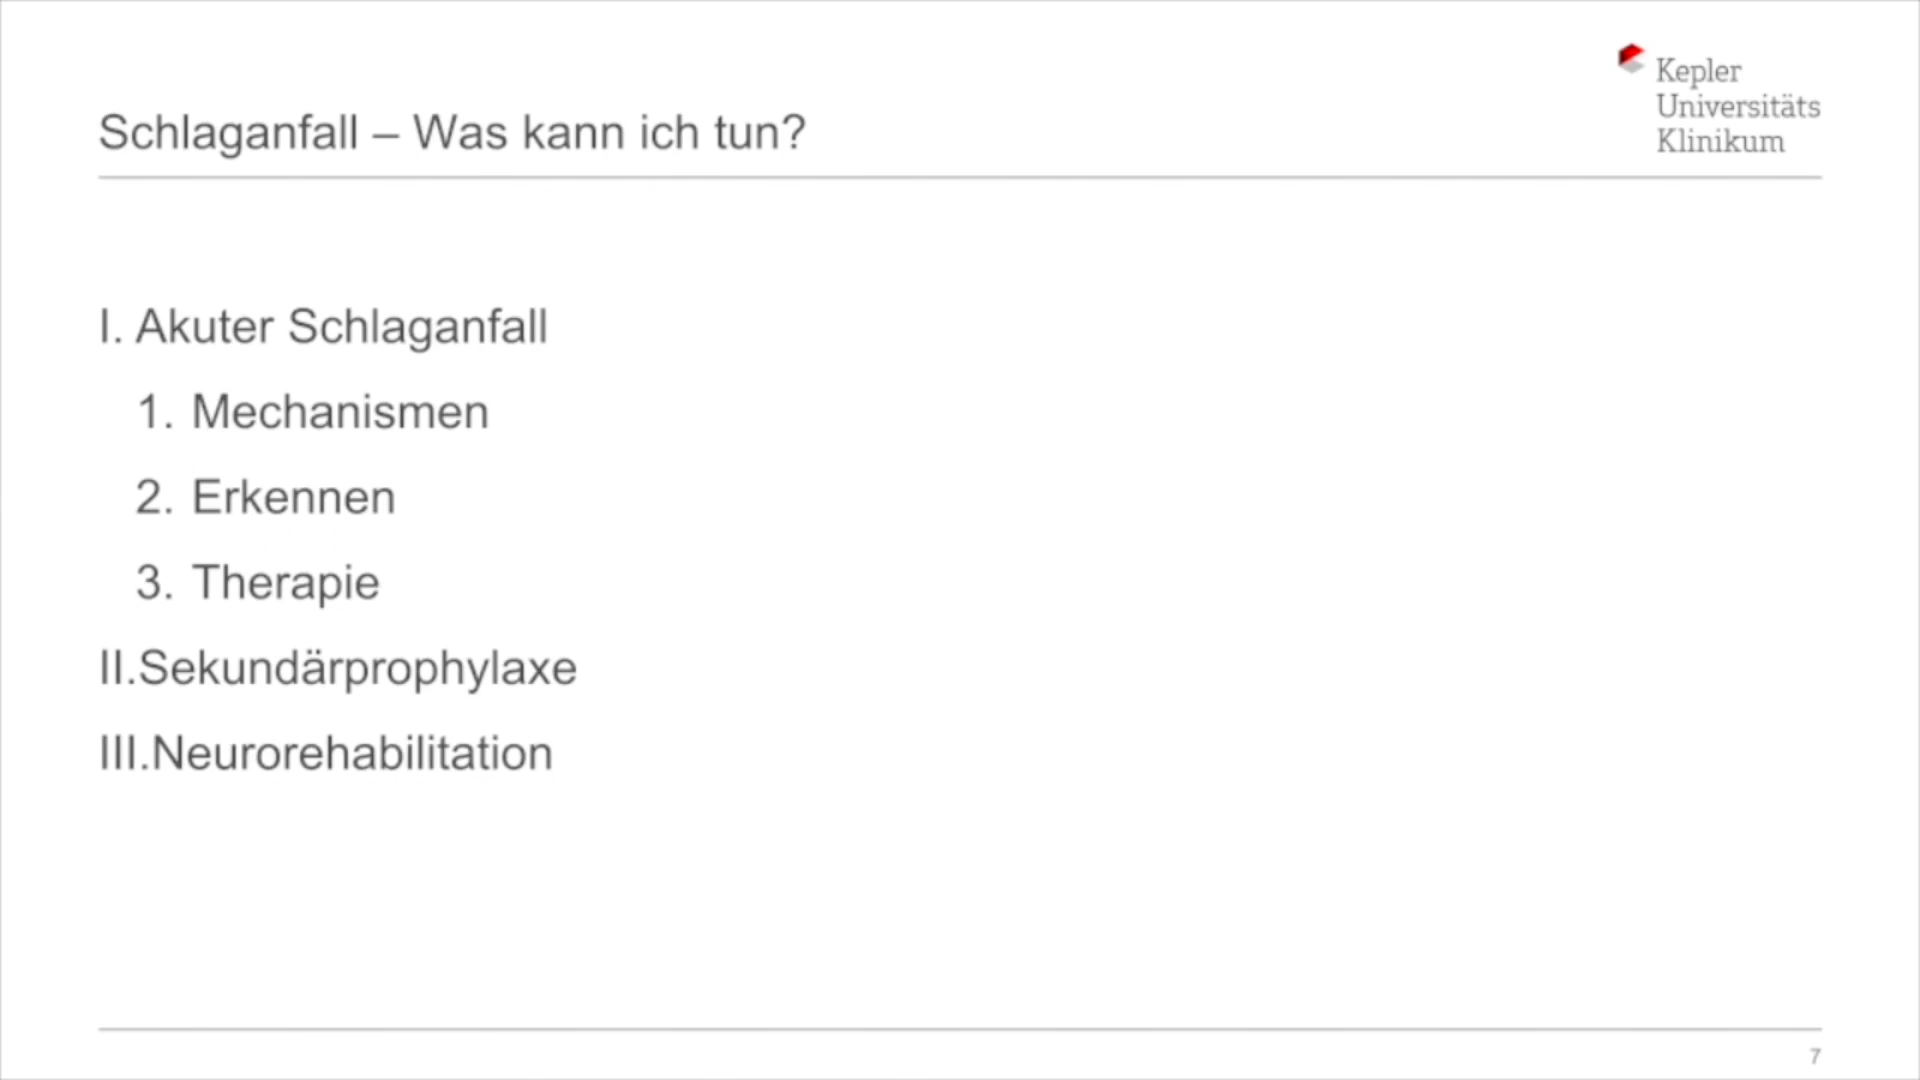 Kepler
Universitäts
Klinikum
Schlaganfall – Was kann ich tun?
I. Akuter Schlaganfall
1. Mechanismen
2. Erkennen
3. Therapie
II.Sekundärprophylaxe
III.Neurorehabilitation
7